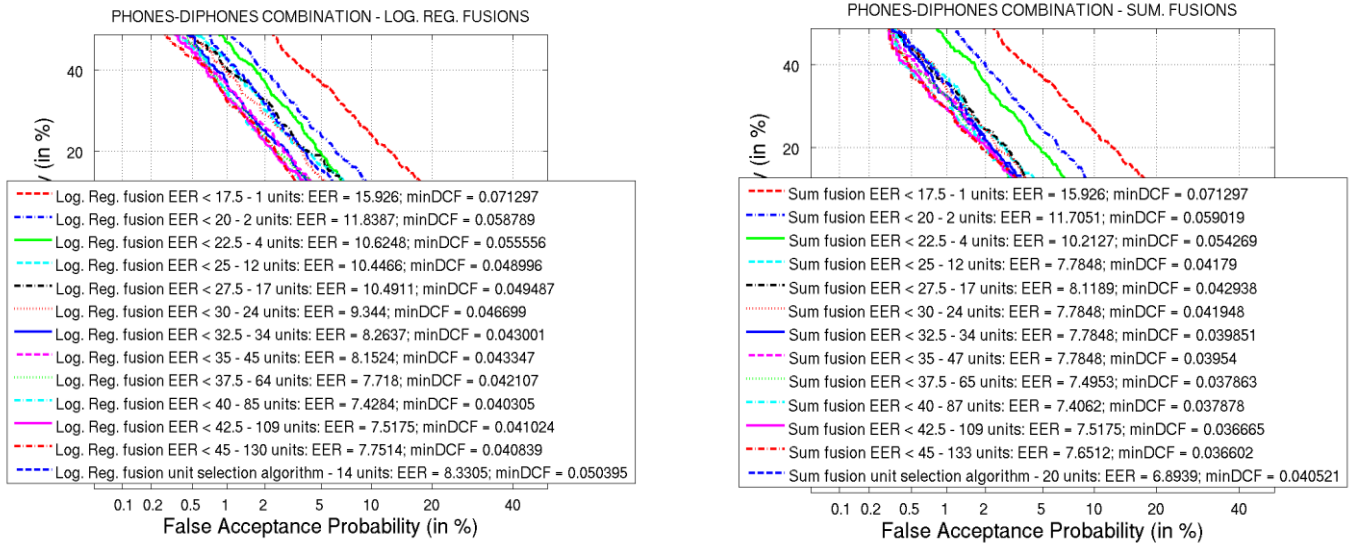 PHONES-DIPHONES COMBINATION - LOG. REG. FUSIONS
40
20
y (in %)
Log. Reg. fusion EER < 17.5 - 1 units: EER = 15.926; minDCF = 0.071297
Log. Reg. fusion EER < 20 - 2 units: EER = 11.8387; minDCF = 0.058789
Log. Reg. fusion EER < 22.5 - 4 units: EER = 10.6248; minDCF = 0.055556
Log. Reg. fusion EER < 25 - 12 units: EER = 10.4466; minDCF = 0.048996
Log. Reg. fusion EER < 27.5 - 17 units: EER = 10.4911; minDCF = 0.049487
Log. Reg. fusion EER < 30 - 24 units: EER = 9.344; minDCF = 0.046699
Log. Reg. fusion EER < 32.5 - 34 units: EER = 8.2637; minDCF = 0.043001
Log. Reg. fusion EER < 35 - 45 units: EER = 8.1524; minDCF = 0.043347
Log. Reg. fusion EER < 37.5 - 64 units: EER = 7.718; minDCF = 0.042107
Log. Reg. fusion EER < 40 - 85 units: EER = 7.4284; minDCF = 0.040305
Log. Reg. fusion EER < 42.5 - 109 units: EER = 7.5175; minDCF = 0.041024
Log. Reg. fusion EER < 45 - 130 units: EER = 7.7514; minDCF = 0.040839
Log. Reg. fusion unit selection algorithm - 14 units: EER = 8.3305; minDCF = 0.050395
0.1 0.2 0.5 1 2 5 10 20 40
False Acceptance Probability (in %)
PHONES-DIPHONES COMBINATION - SUM. FUSIONS
40
20
y (in %)
Sum fusion EER < 17.5 - 1 units: EER = 15.926; minDCF = 0.071297
Sum fusion EER < 20 - 2 units: EER = 11.7051; minDCF = 0.059019
Sum fusion EER < 22.5 - 4 units: EER = 10.2127; minDCF = 0.054269
Sum fusion EER < 25 - 12 units: EER = 7.7848; minDCF = 0.04179
Sum fusion EER < 27.5 - 17 units: EER = 8.1189; minDCF = 0.042938
Sum fusion EER < 30 - 24 units: EER = 7.7848; minDCF = 0.041948
Sum fusion EER < 32.5 - 34 units: EER = 7.7848; minDCF = 0.039851
Sum fusion EER < 35 - 47 units: EER = 7.7848; minDCF = 0.03954
Sum fusion EER < 37.5 - 65 units: EER = 7.4953; minDCF = 0.037863
Sum fusion EER < 40 - 87 units: EER = 7.4062; minDCF = 0.037878
Sum fusion EER < 42.5 - 109 units: EER = 7.5175; minDCF = 0.036665
Sum fusion EER < 45 - 133 units: EER = 7.6512; minDCF = 0.036602
Sum fusion unit selection algorithm - 20 units: EER = 6.8939; minDCF = 0.040521
0.1 0.2 0.5 1 2 5 10 20 40
False Acceptance Probability (in %)